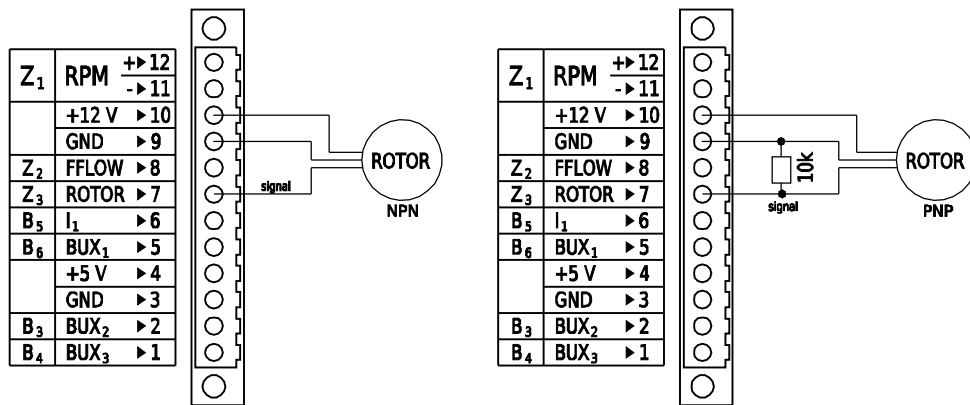 Z₁ RPM +▶12
-▶11
+12 V ▶10
GND ▶9
Z₂ FFLOW ▶8
Z₃ ROTOR ▶7
B₅ I₁ ▶6
B₆ BUX₁ ▶5
+5 V ▶4
GND ▶3
B₃ BUX₂ ▶2
B₄ BUX₃ ▶1
signal
ROTOR
NPN
Z₁ RPM +▶12
-▶11
+12 V ▶10
GND ▶9
Z₂ FFLOW ▶8
Z₃ ROTOR ▶7
B₅ I₁ ▶6
B₆ BUX₁ ▶5
+5 V ▶4
GND ▶3
B₃ BUX₂ ▶2
B₄ BUX₃ ▶1
10k
signal
ROTOR
PNP